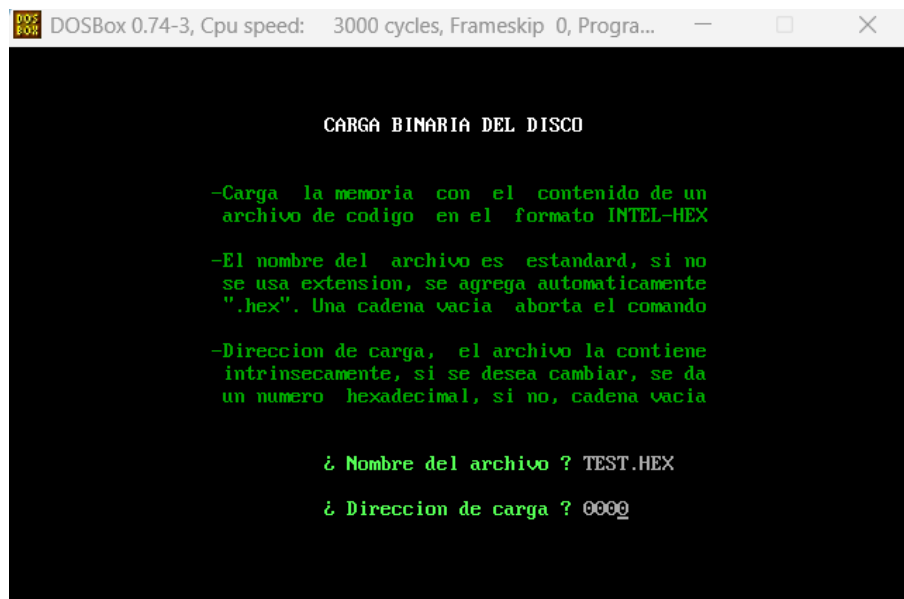 DOS BOX
DOSBox 0.74-3, Cpu speed: 3000 cycles, Frameskip 0, Progra...
CARGA BINARIA DEL DISCO
-Carga la memoria con el contenido de un
archivo de codigo en el formato INTEL-HEX
-El nombre del archivo es estandard, si no
se usa extension, se agrega automaticamente
".hex". Una cadena vacia aborta el comando
-Direccion de carga, el archivo la contiene
intrinsecamente, si se desea cambiar, se da
un numero hexadecimal, si no, cadena vacia
¿ Nombre del archivo ? TEST.HEX
¿ Direccion de carga ? 0000